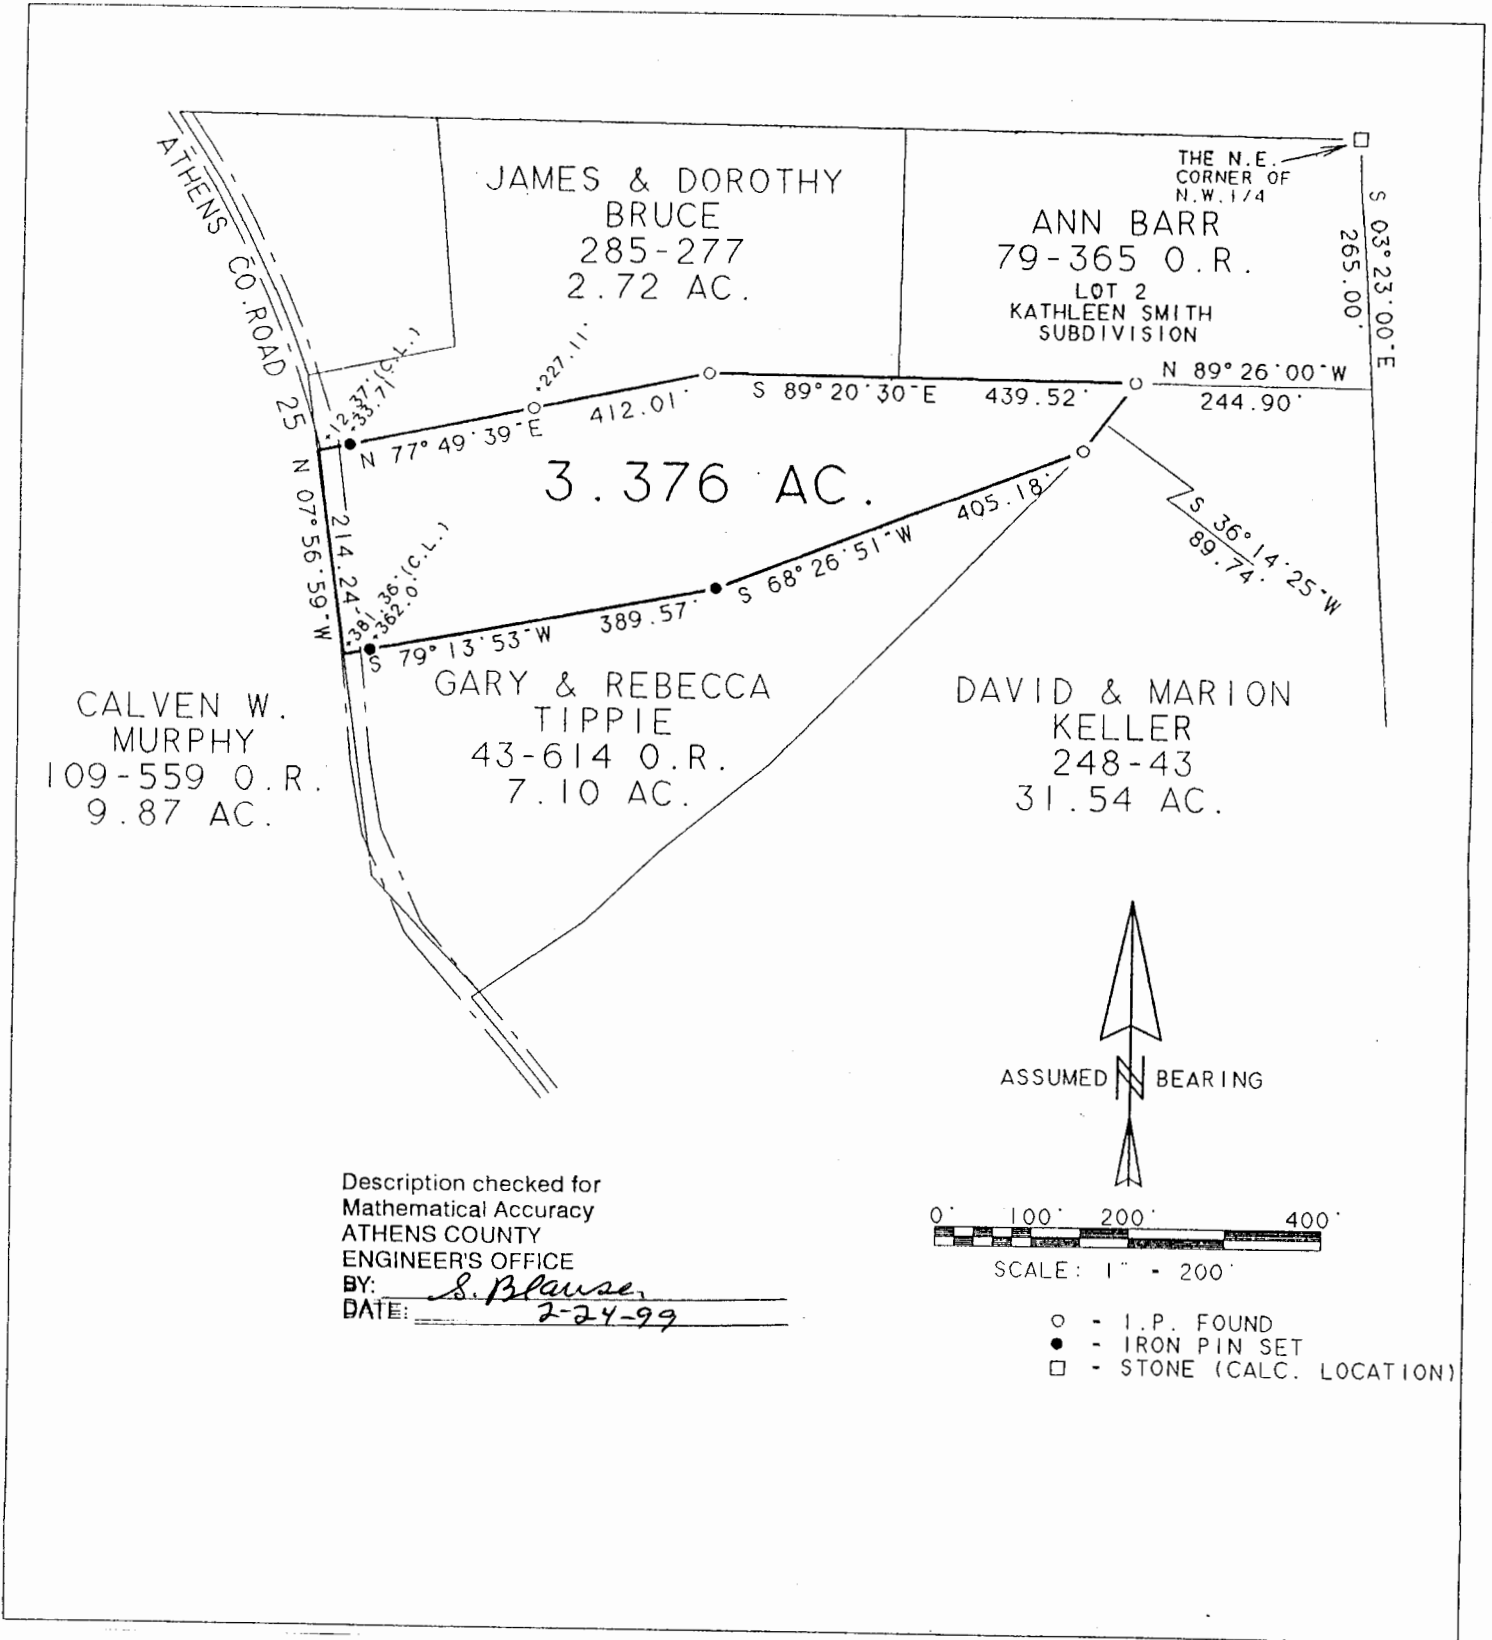 THE N.E.
CORNER OF
N.W. 1/4
S 03° 23' 00" E
265.00'
ATHENS CO. ROAD 25
JAMES & DOROTHY
BRUCE
285-277
2.72 AC.
ANN BARR
79-365 O.R.
LOT 2
KATHLEEN SMITH
SUBDIVISION
N 89° 26' 00" W
244.90'
+12.37' (C.L.)
+33.71'
+227.11'
N 77° 49' 39" E
412.01'
S 89° 20' 30" E 439.52'
3.376 AC.
N 07° 56' 59" W
214.24'
+381.36' (C.L.)
+362.0'
S 79° 13' 53" W 389.57'
S 68° 26' 51" W 405.18'
S 36° 14' 25" W
89.74'
CALVEN W.
MURPHY
109-559 O.R.
9.87 AC.
GARY & REBECCA
TIPPIE
43-614 O.R.
7.10 AC.
DAVID & MARION
KELLER
248-43
31.54 AC.
ASSUMED N BEARING
Description checked for
Mathematical Accuracy
ATHENS COUNTY
ENGINEER'S OFFICE
BY: S. Blauser
DATE: 2-24-99
0' 100' 200' 400'
SCALE: 1" - 200'
○ - I.P. FOUND
● - IRON PIN SET
□ - STONE (CALC. LOCATION)